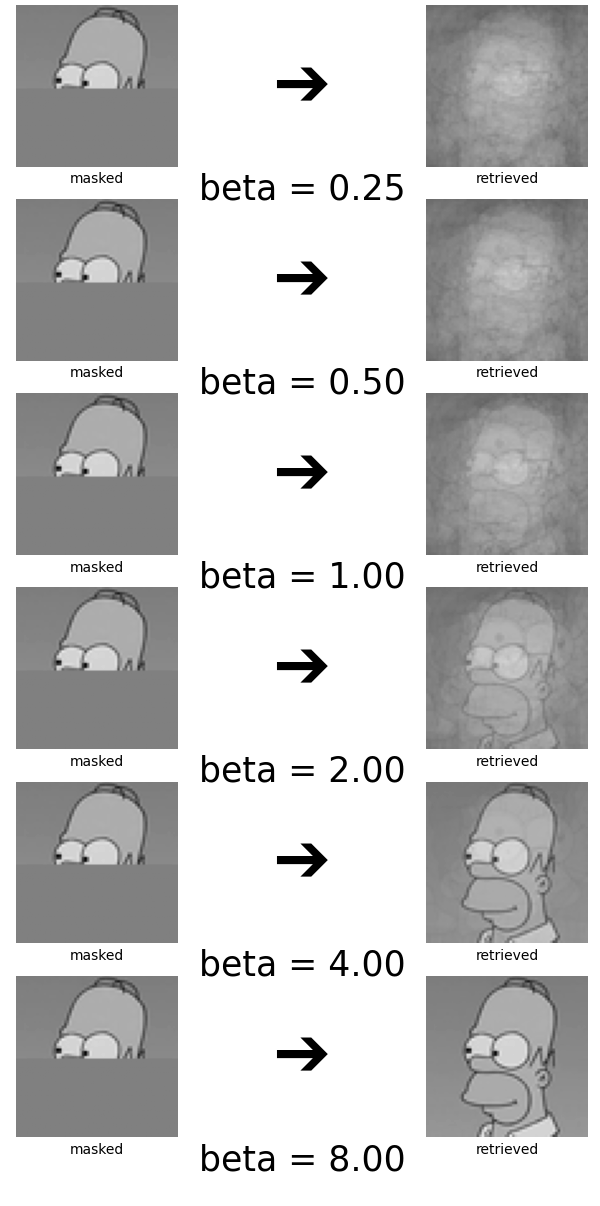 masked
retrieved
beta = 0.25
masked
retrieved
beta = 0.50
masked
retrieved
beta = 1.00
masked
retrieved
beta = 2.00
masked
retrieved
beta = 4.00
masked
retrieved
beta = 8.00